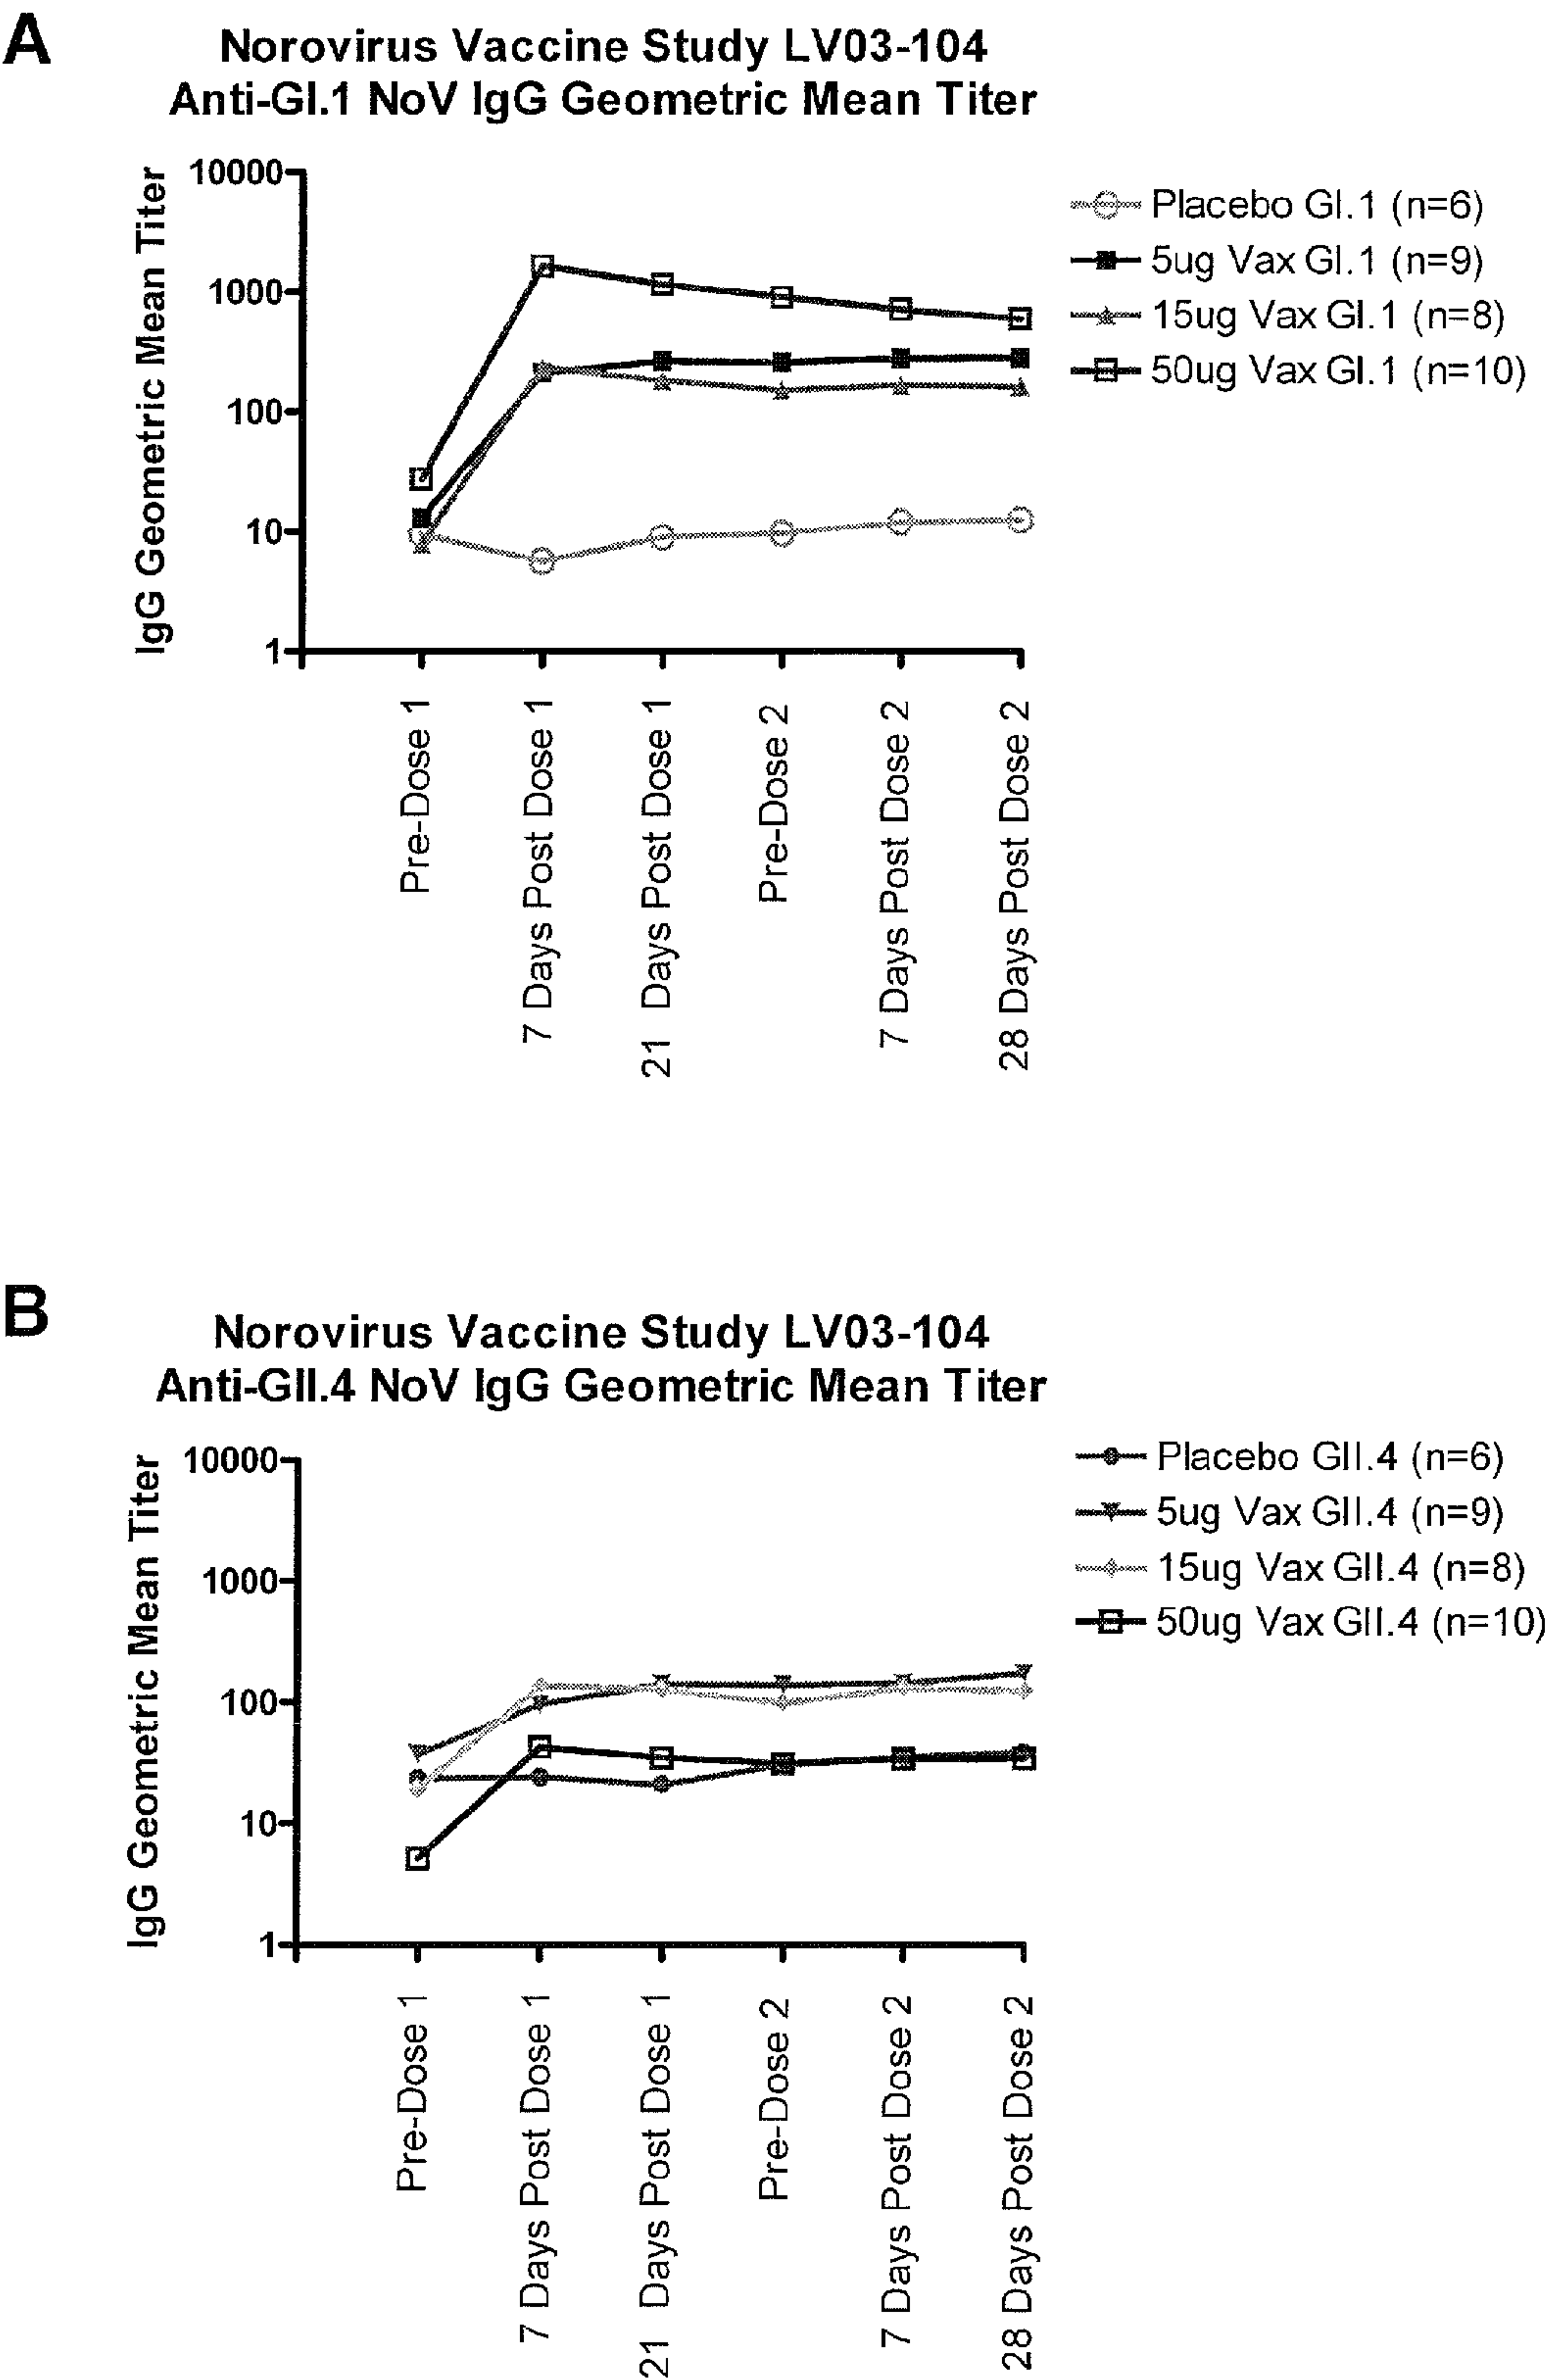 A
Norovirus Vaccine Study LV03-104
Anti-GI.1 NoV IgG Geometric Mean Titer
IgG Geometric Mean Titer
10000
1000
100
10
1
Placebo GI.1 (n=6)
5ug Vax GI.1 (n=9)
15ug Vax GI.1 (n=8)
50ug Vax GI.1 (n=10)
Pre-Dose 1
7 Days Post Dose 1
21 Days Post Dose 1
Pre-Dose 2
7 Days Post Dose 2
28 Days Post Dose 2
B
Norovirus Vaccine Study LV03-104
Anti-GII.4 NoV IgG Geometric Mean Titer
IgG Geometric Mean Titer
10000
1000
100
10
1
Placebo GII.4 (n=6)
5ug Vax GII.4 (n=9)
15ug Vax GII.4 (n=8)
50ug Vax GII.4 (n=10)
Pre-Dose 1
7 Days Post Dose 1
21 Days Post Dose 1
Pre-Dose 2
7 Days Post Dose 2
28 Days Post Dose 2